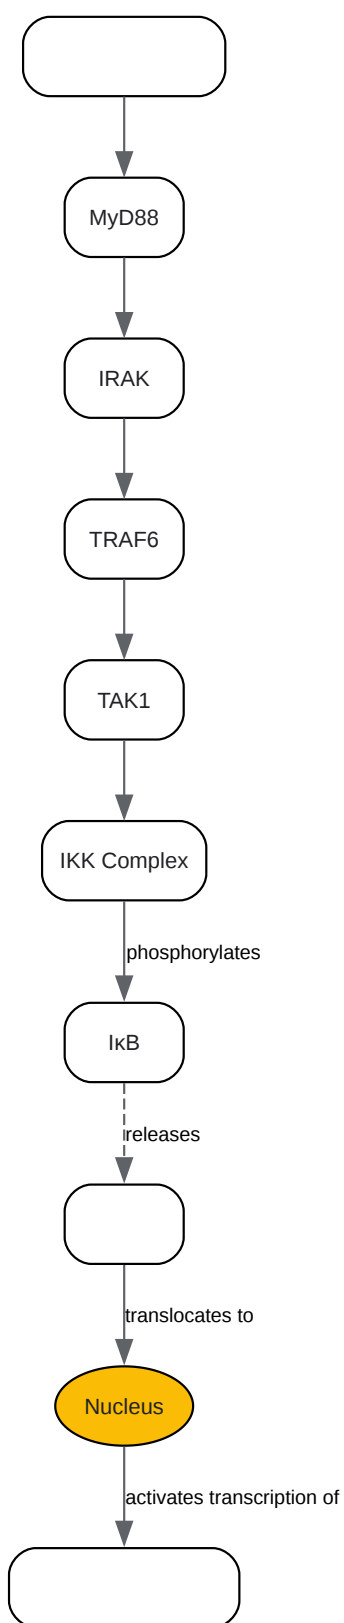 MyD88
IRAK
TRAF6
TAK1
IKK Complex
phosphorylates
IκB
releases
translocates to
Nucleus
activates transcription of